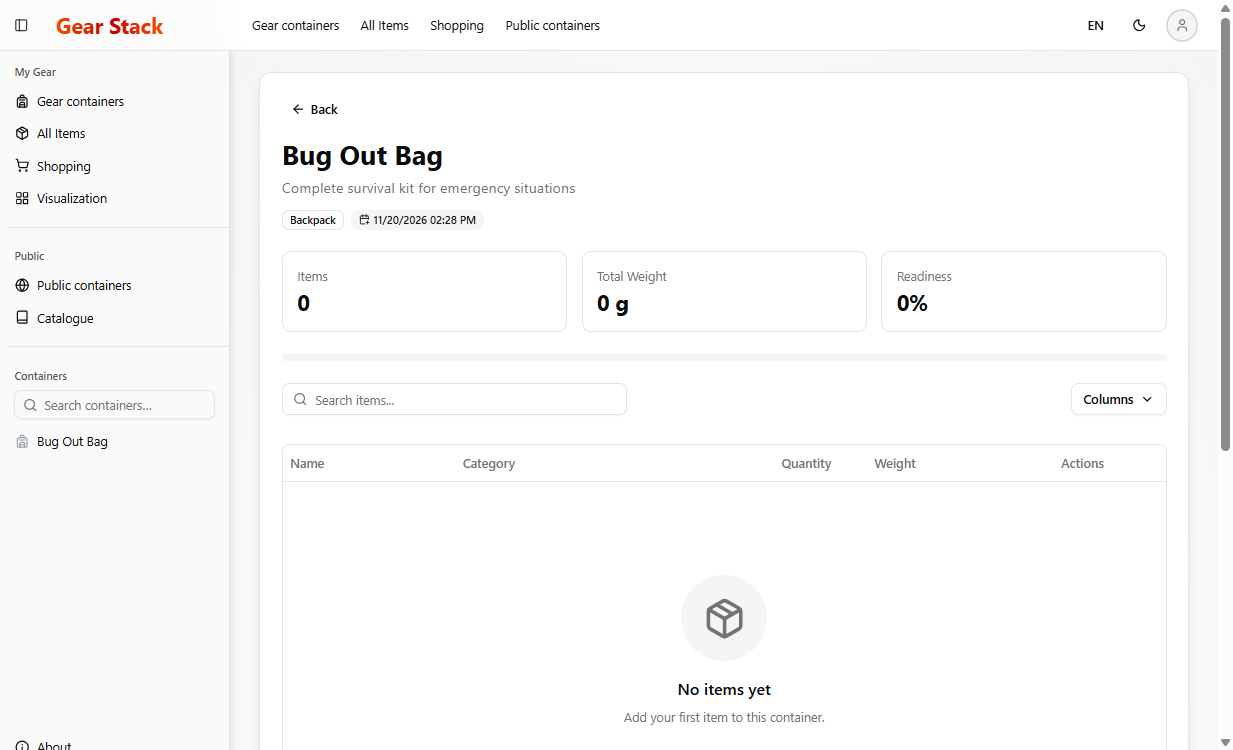 Gear Stack
Gear containers
All Items
Shopping
Public containers
EN
My Gear
Gear containers
All Items
Shopping
Visualization
Public
Public containers
Catalogue
Containers
Search containers...
Bug Out Bag
About
Back
Bug Out Bag
Complete survival kit for emergency situations
Backpack
11/20/2026 02:28 PM
Items
0
Total Weight
0 g
Readiness
0%
Search items...
Columns
Name Category Quantity Weight Actions
No items yet
Add your first item to this container.